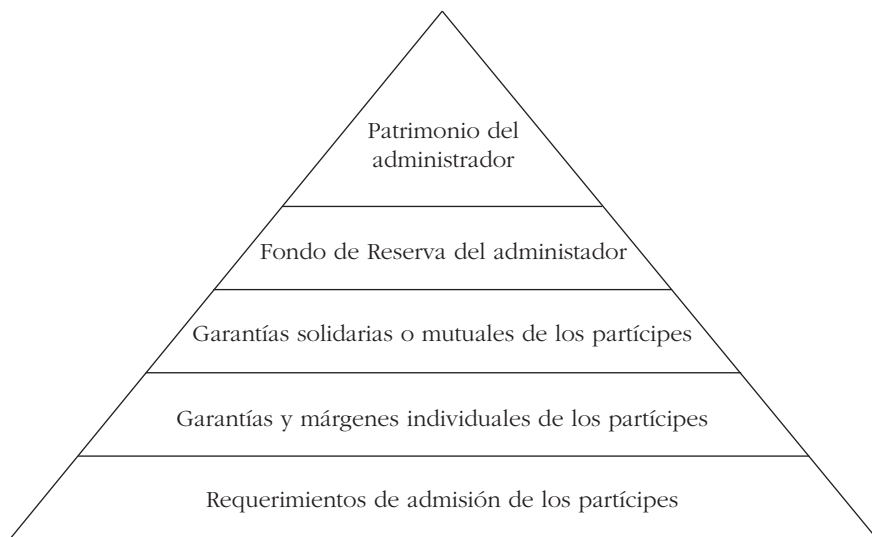 Patrimonio del
administrador
Fondo de Reserva del administador
Garantías solidarias o mutuales de los partícipes
Garantías y márgenes individuales de los partícipes
Requerimientos de admisión de los partícipes